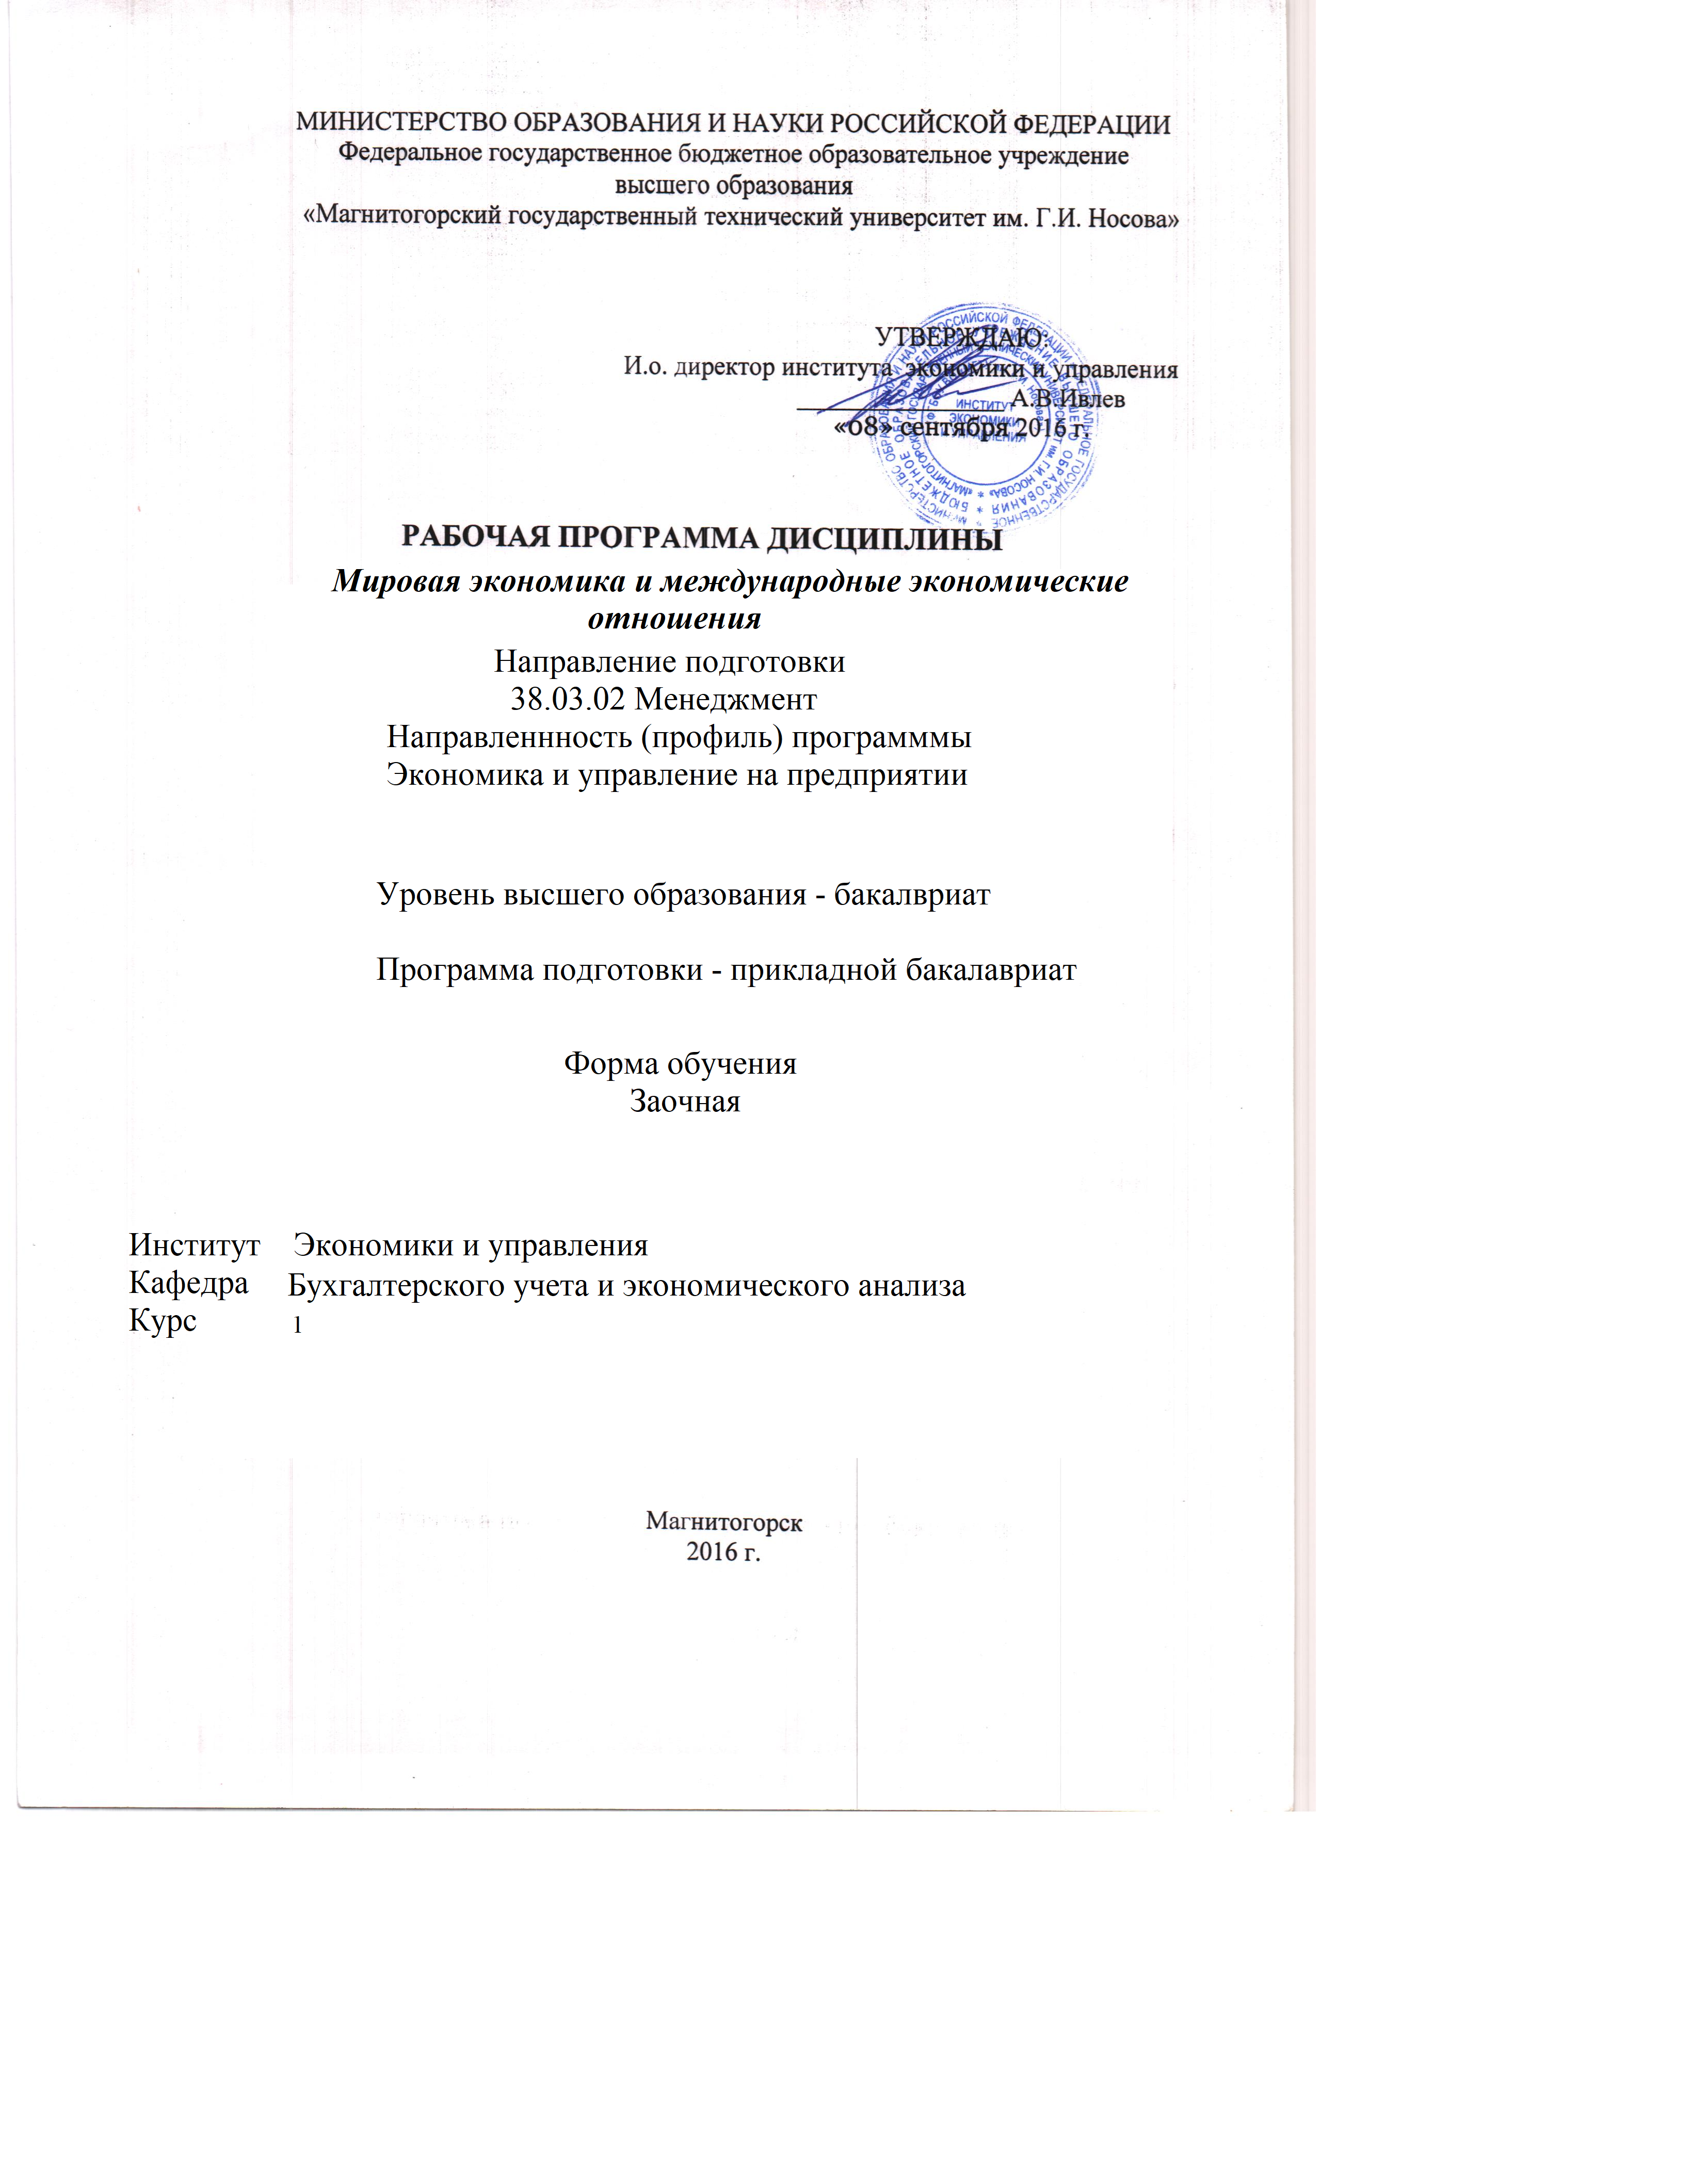 МИНИСТЕРСТВО ОБРАЗОВАНИЯ И НАУКИ РОССИЙСКОЙ ФЕДЕРАЦИИ
Федеральное государственное бюджетное образовательное учреждение
высшего образования
«Магнитогорский государственный технический университет им. Г.И. Носова»
УТВЕРЖДАЮ:
И.о. директор института экономики и управления
А.В.Ивлев
«08» сентября 2016 г.
ИНСТИТУТ
ЭКОНОМИКИ
И УПРАВЛЕНИЯ
РАБОЧАЯ ПРОГРАММА ДИСЦИПЛИНЫ
Мировая экономика и международные экономические
отношения
Направление подготовки
38.03.02 Менеджмент
Направленнность (профиль) программмы
Экономика и управление на предприятии
Уровень высшего образования - бакалвриат
Программа подготовки - прикладной бакалавриат
Форма обучения
Заочная
Институт Экономики и управления
Кафедра Бухгалтерского учета и экономического анализа
Курс 1
Магнитогорск
2016 г.